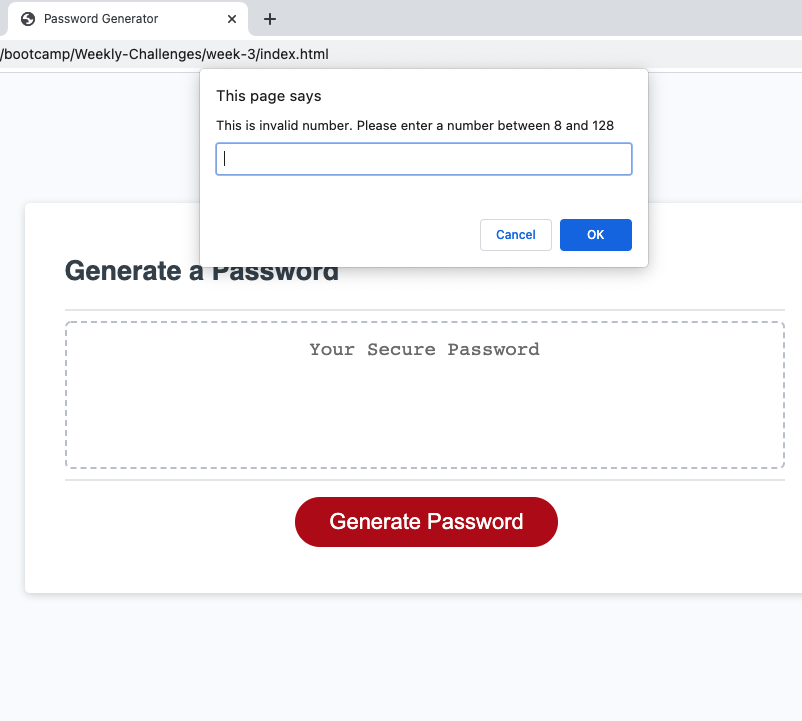 Password Generator
/bootcamp/Weekly-Challenges/week-3/index.html
This page says
This is invalid number. Please enter a number between 8 and 128
Cancel
OK
Generate a Password
Your Secure Password
Generate Password